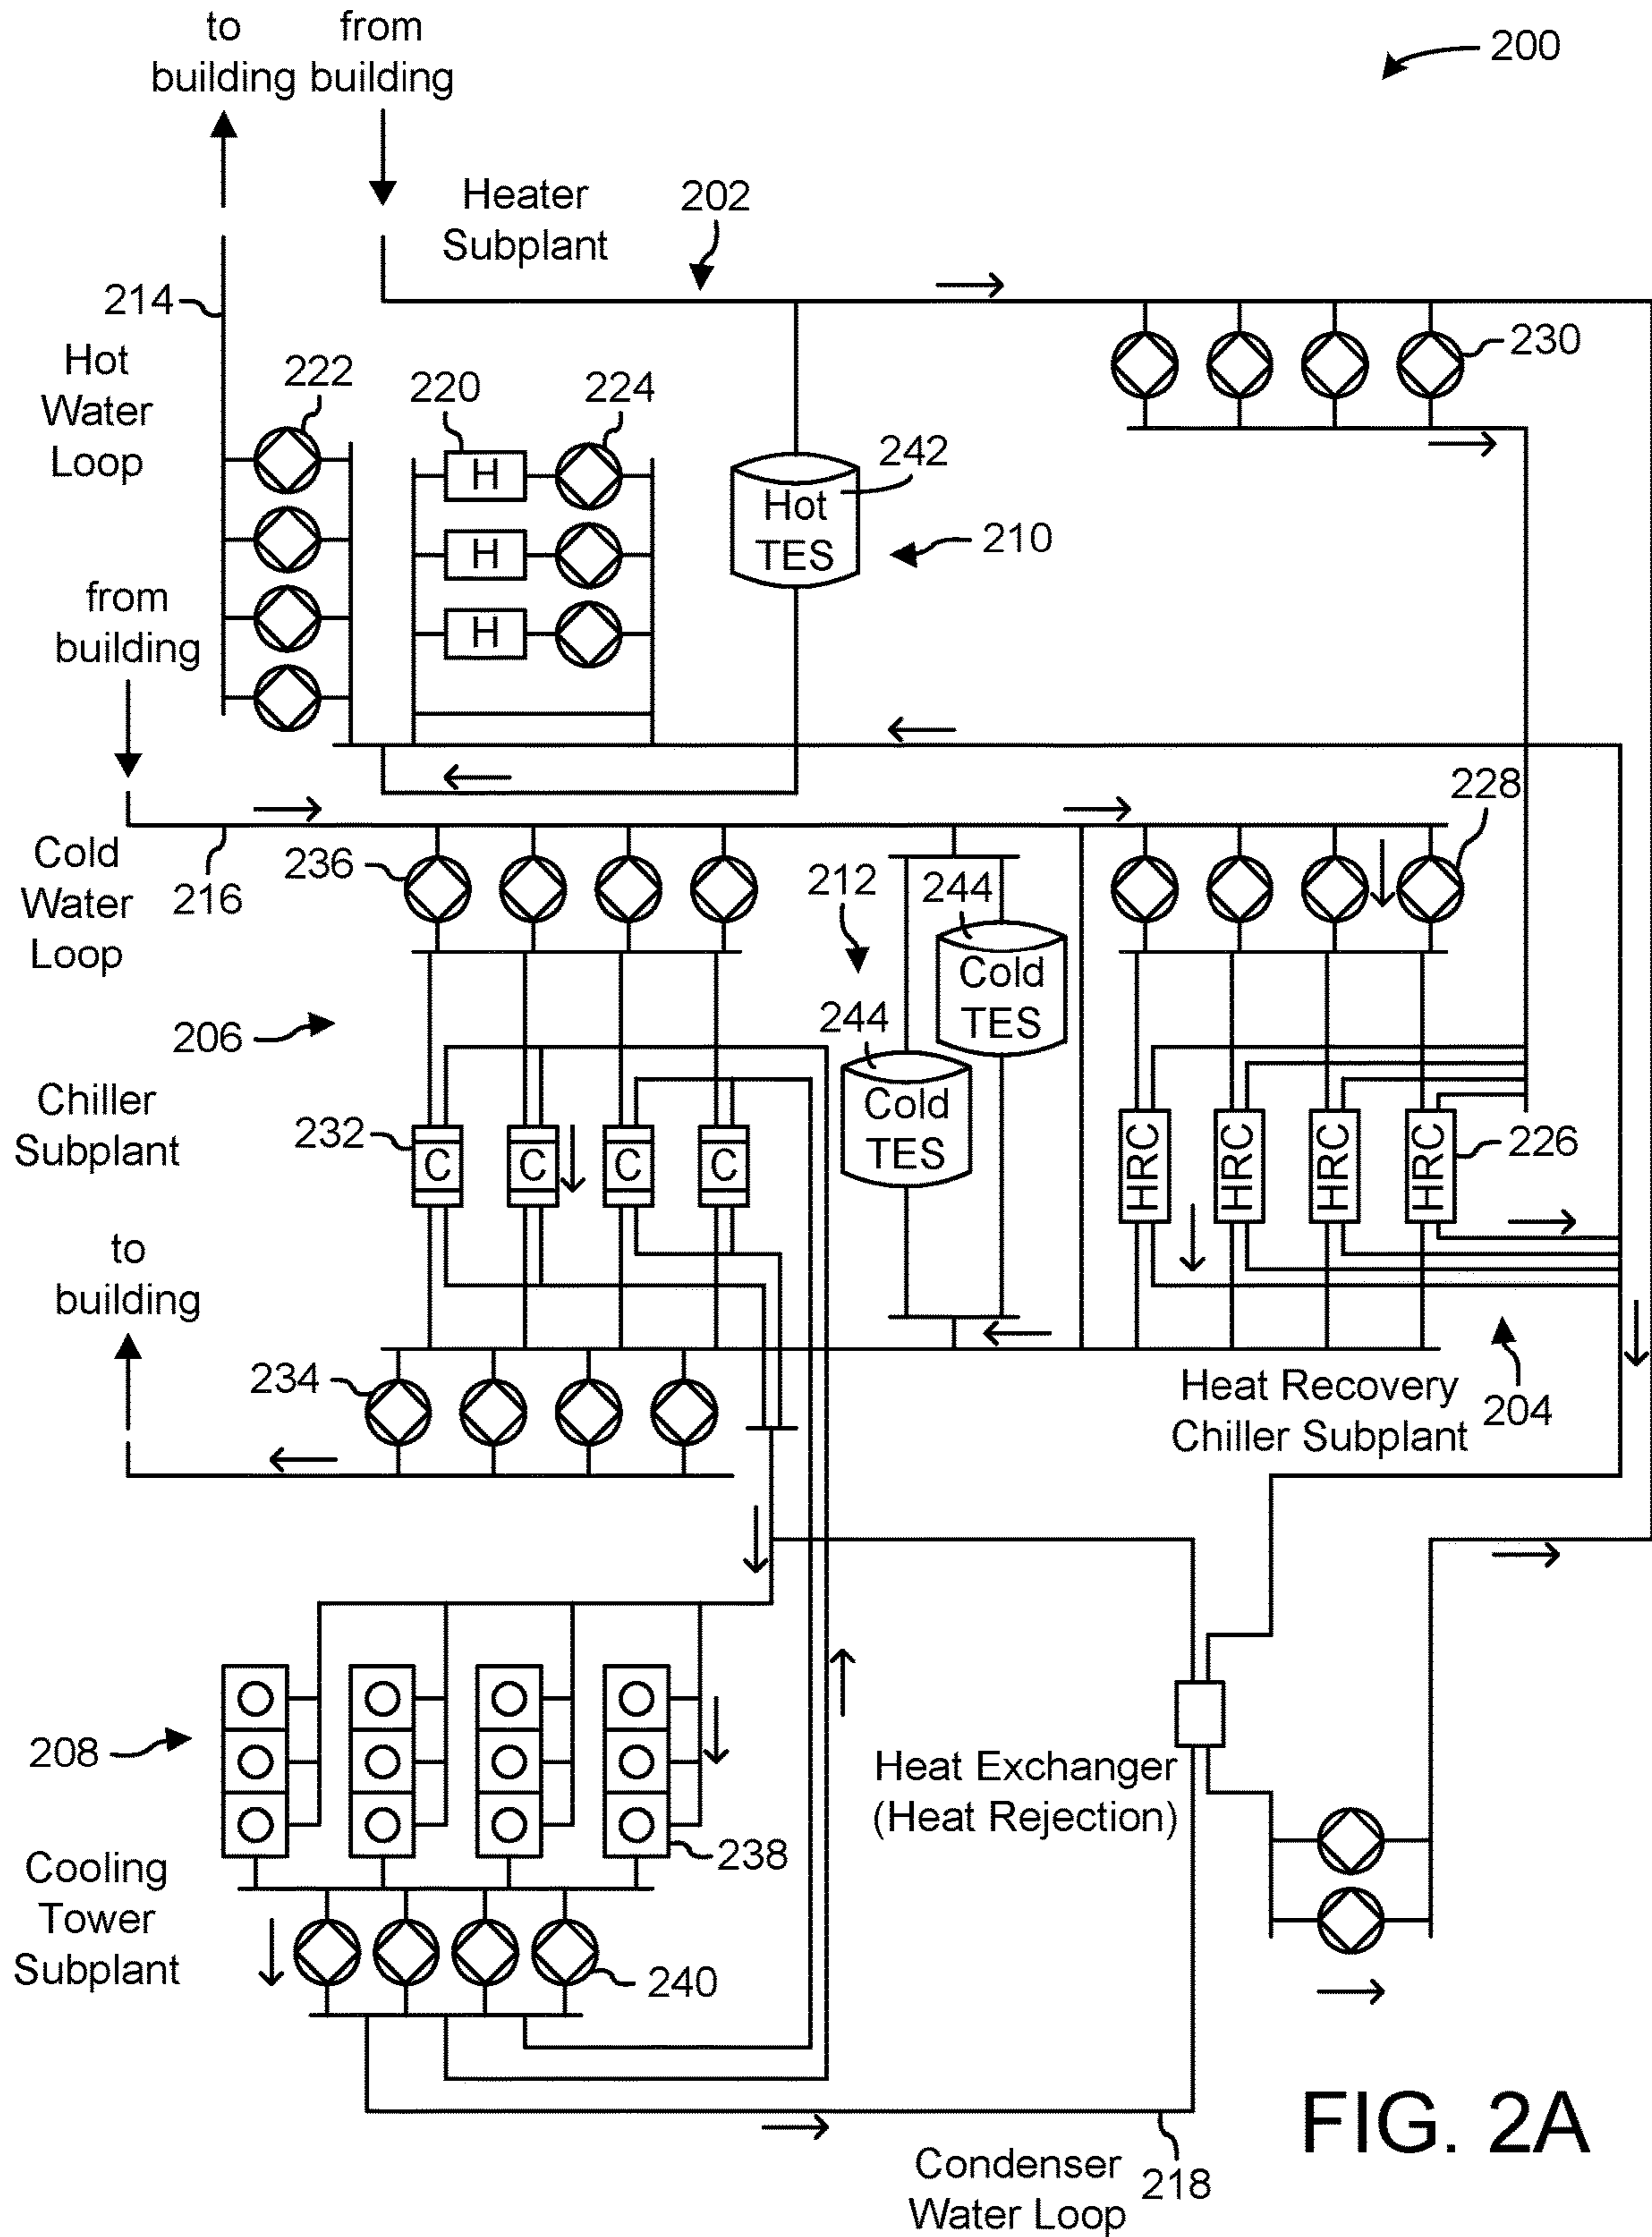 to from
building building
200
Heater
Subplant
202
214
Hot
Water
Loop
222
220
224
230
H
H
H
Hot
TES
242
210
from
building
228
Cold
Water
Loop
216
236
212
244
Cold
TES
244
Cold
TES
206
Chiller
Subplant
232
C
C
C
C
HRC
HRC
HRC
HRC
226
to
building
234
Heat Recovery
Chiller Subplant
204
208
Heat Exchanger
(Heat Rejection)
238
Cooling
Tower
Subplant
240
FIG. 2A
Condenser
Water Loop
218